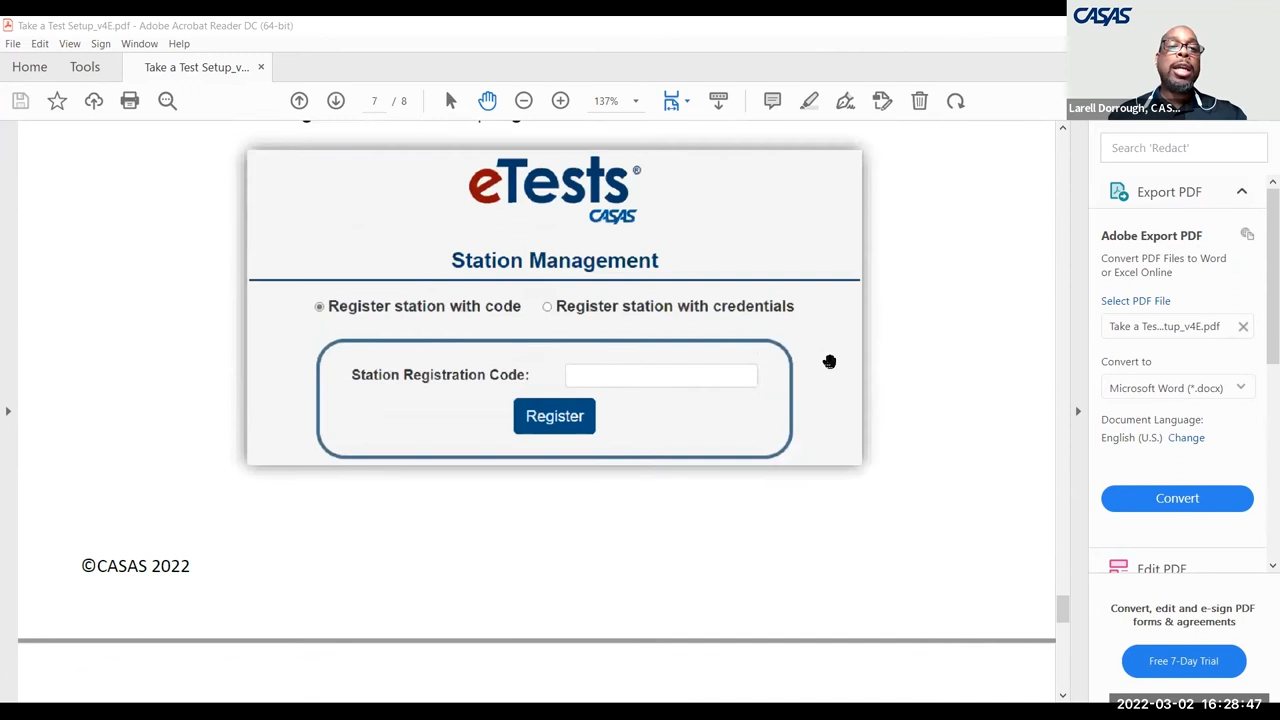 Take a Test Setup_v4E.pdf - Adobe Acrobat Reader DC (64-bit)
File Edit View Sign Window Help
Home Tools Take a Test Setup_v... ×
7 / 8 137%
CASAS
Larell Dorrough, CAS...
eTests®
CASAS
Station Management
Register station with code Register station with credentials
Station Registration Code:
Register
©CASAS 2022
Search 'Redact'
Export PDF
Adobe Export PDF
Convert PDF Files to Word
or Excel Online
Select PDF File
Take a Tes...tup_v4E.pdf
Convert to
Microsoft Word (*.docx)
Document Language:
English (U.S.) Change
Convert
Edit PDF
Convert, edit and e-sign PDF
forms & agreements
Free 7-Day Trial
2022-03-02 16:28:47